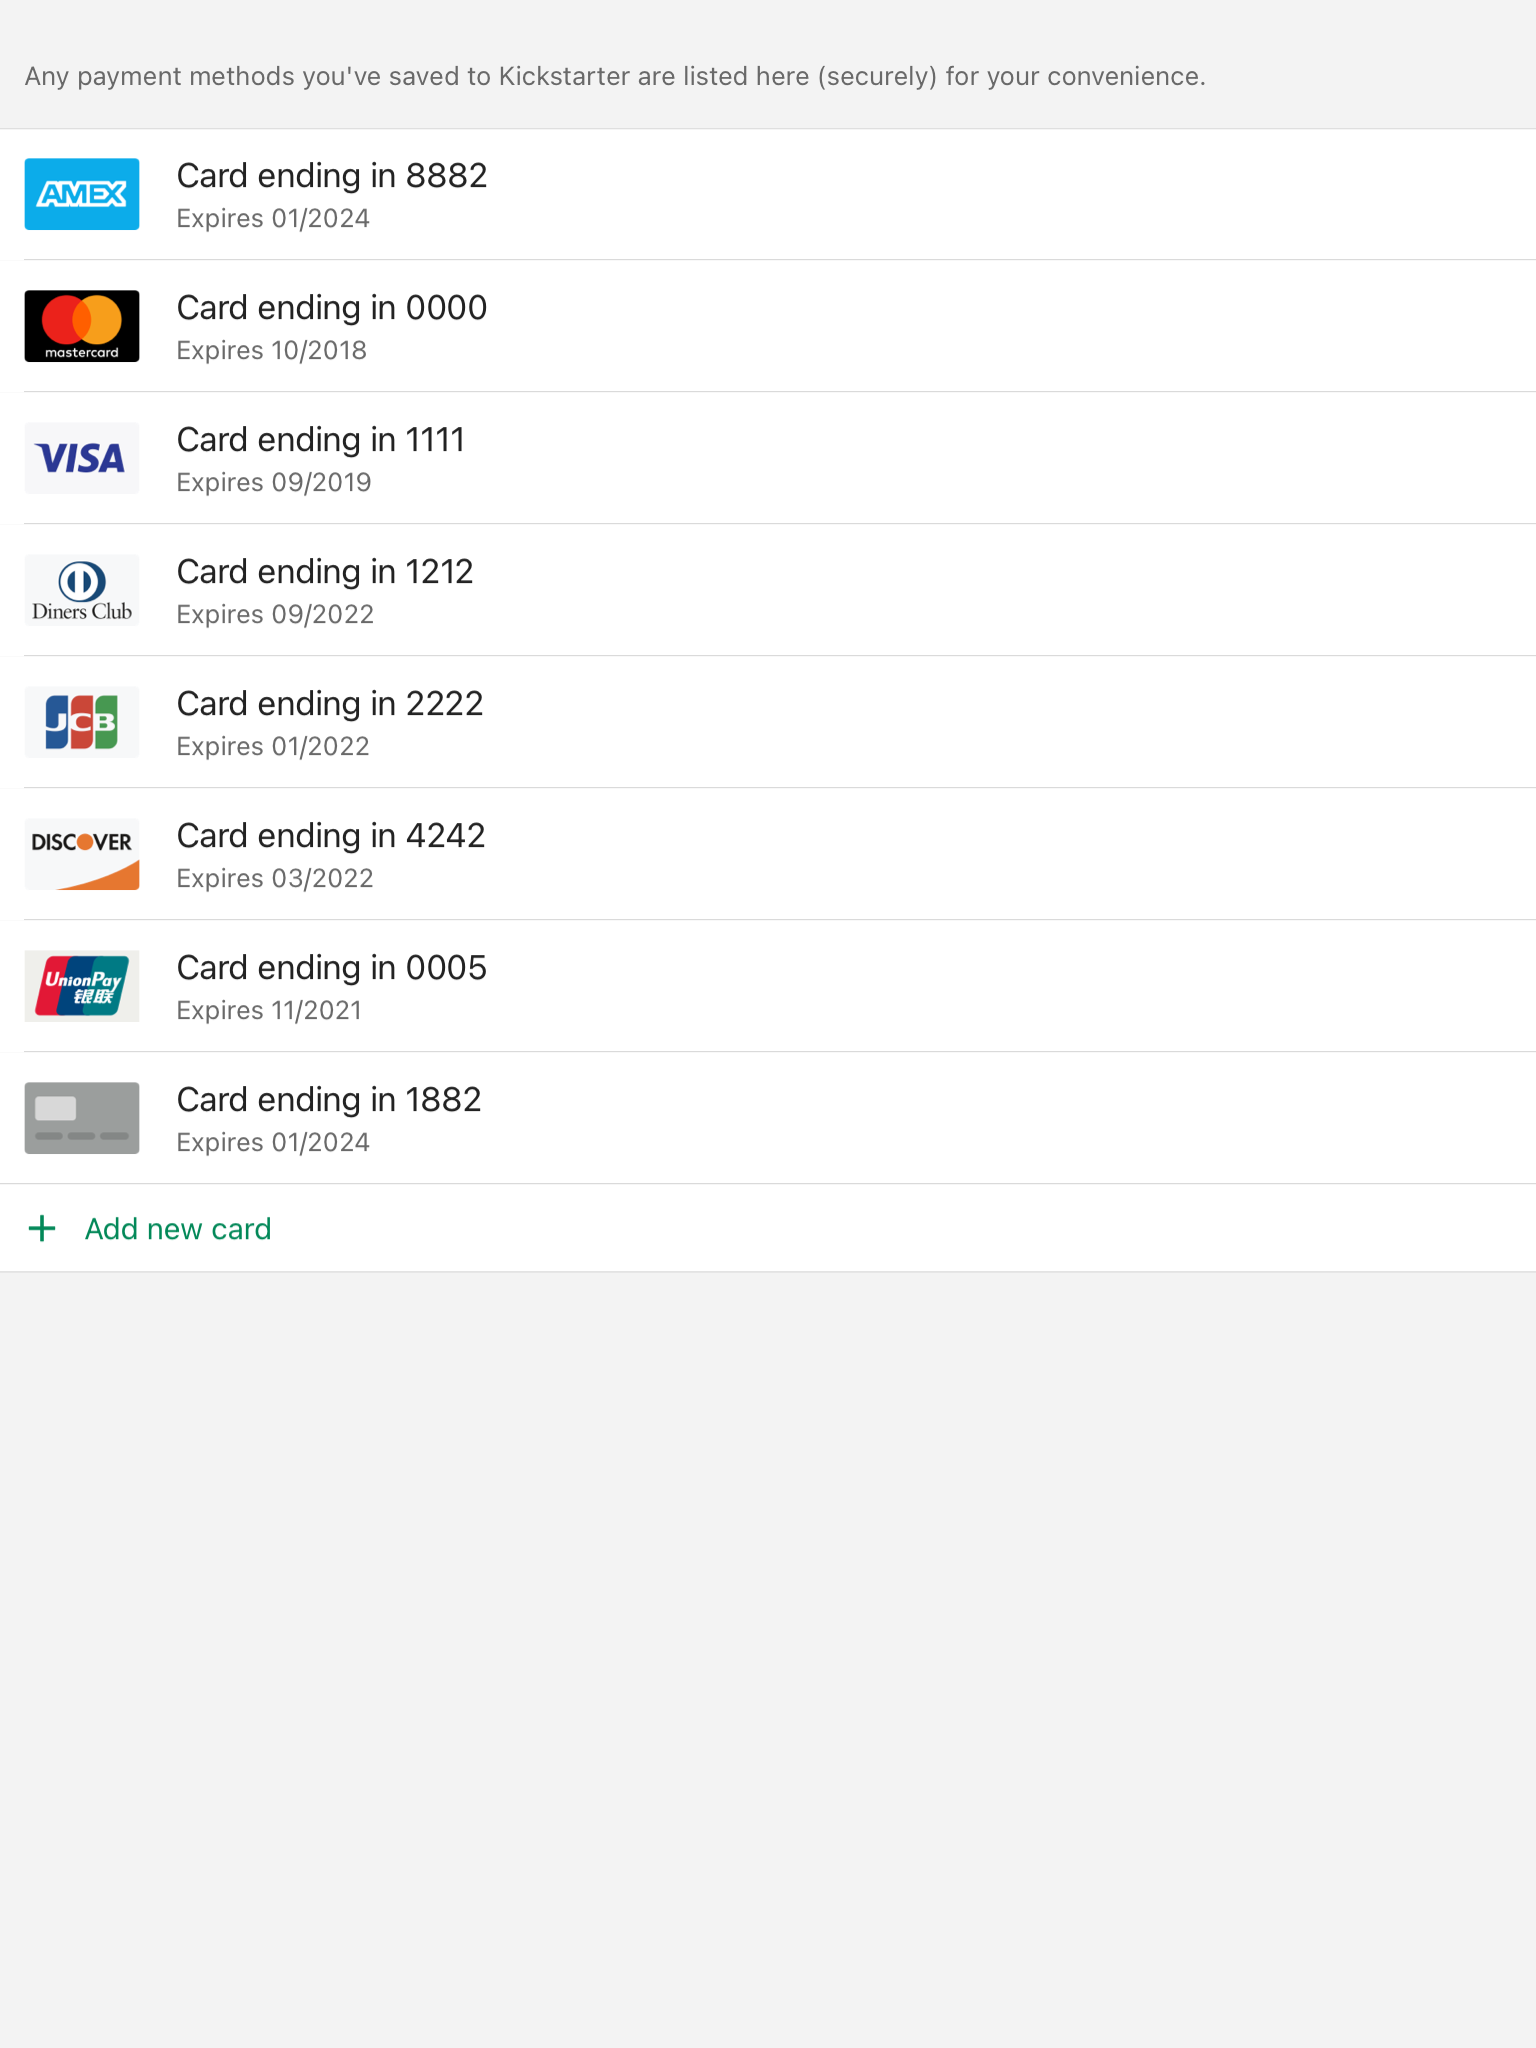 Any payment methods you've saved to Kickstarter are listed here (securely) for your convenience.
AMEX
Card ending in 8882
Expires 01/2024
mastercard
Card ending in 0000
Expires 10/2018
VISA
Card ending in 1111
Expires 09/2019
Diners Club
Card ending in 1212
Expires 09/2022
JCB
Card ending in 2222
Expires 01/2022
DISCOVER
Card ending in 4242
Expires 03/2022
UnionPay
银联
Card ending in 0005
Expires 11/2021
Card ending in 1882
Expires 01/2024
+ Add new card